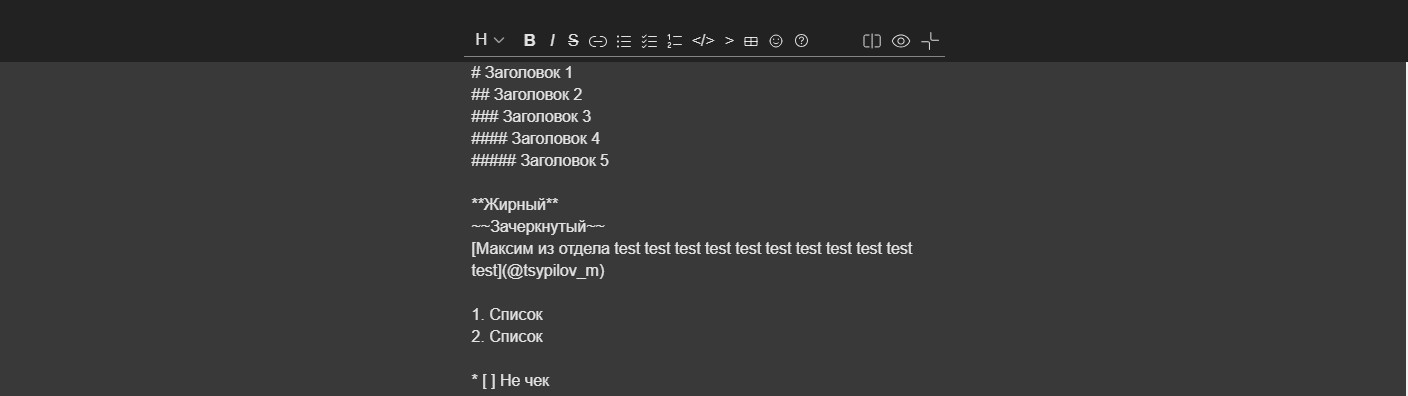 H B I S </> >
# Заголовок 1
## Заголовок 2
### Заголовок 3
#### Заголовок 4
##### Заголовок 5
**Жирный**
~~Зачеркнутый~~
[Максим из отдела test test test test test test test test test test
test](@tsypilov_m)
1. Список
2. Список
* [ ] Не чек